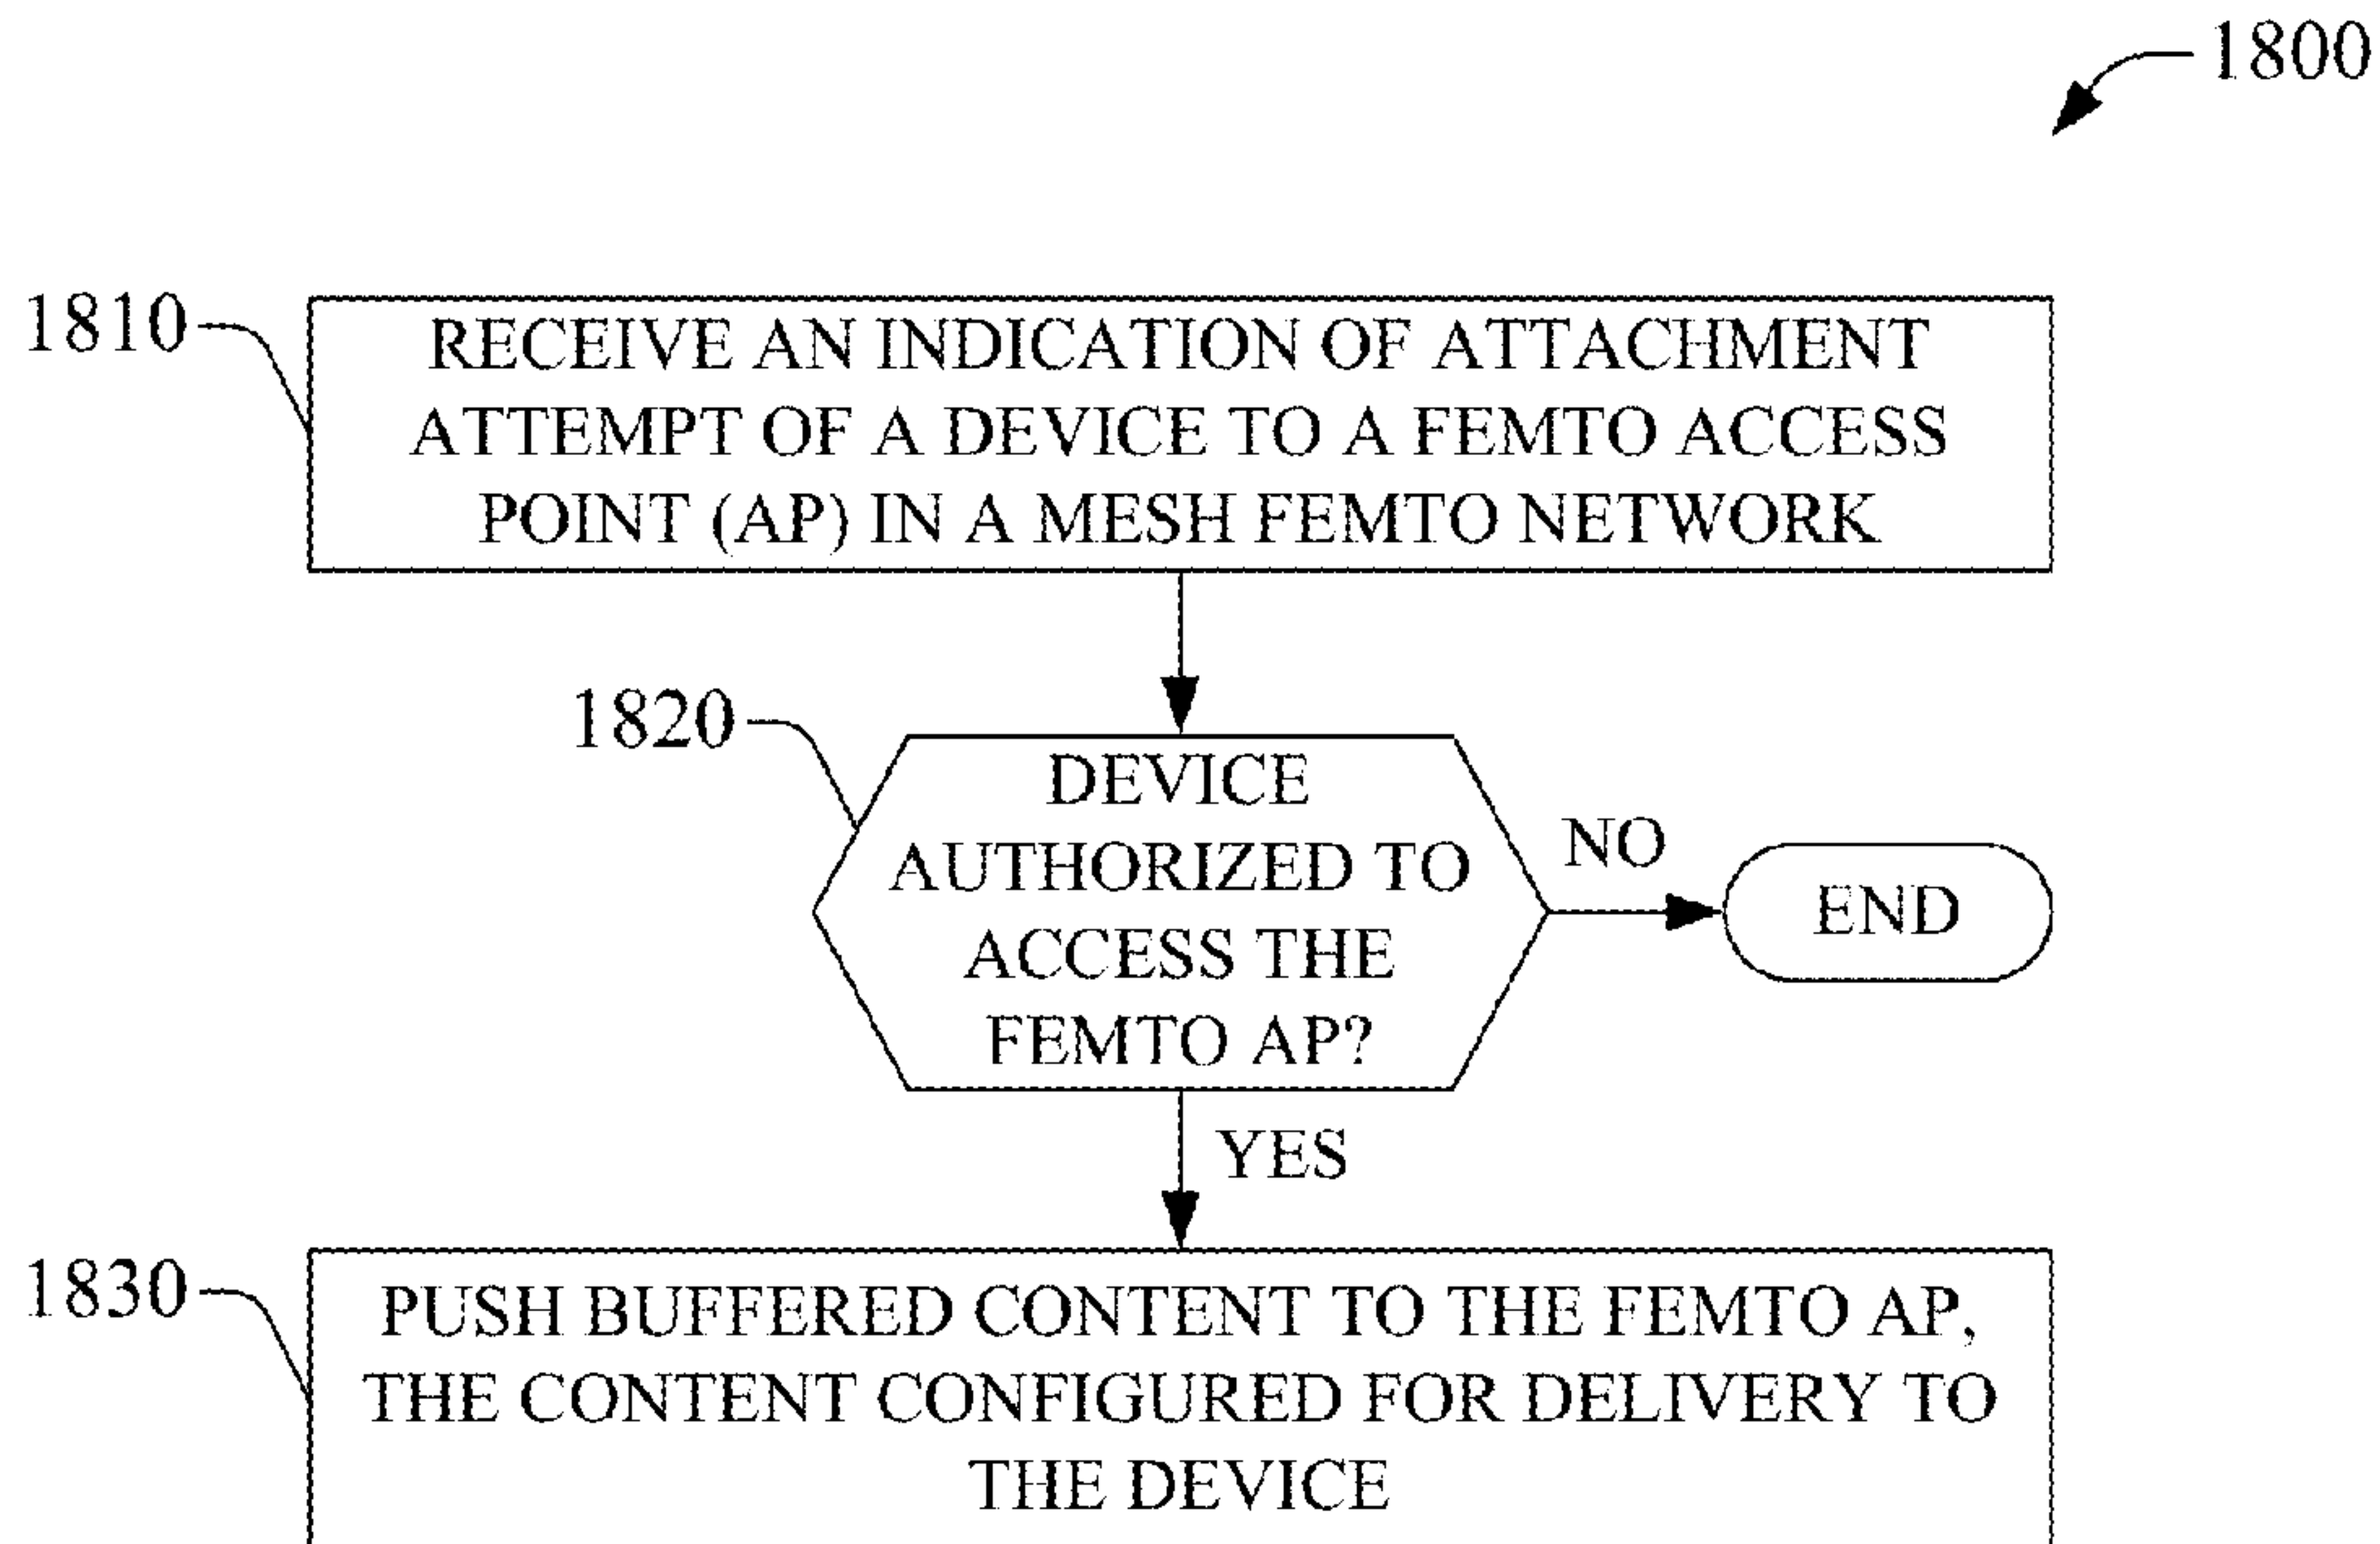 1800
1810
RECEIVE AN INDICATION OF ATTACHMENT
ATTEMPT OF A DEVICE TO A FEMTO ACCESS
POINT (AP) IN A MESH FEMTO NETWORK
1820
DEVICE
AUTHORIZED TO
ACCESS THE
FEMTO AP?
NO
END
YES
1830
PUSH BUFFERED CONTENT TO THE FEMTO AP,
THE CONTENT CONFIGURED FOR DELIVERY TO
THE DEVICE